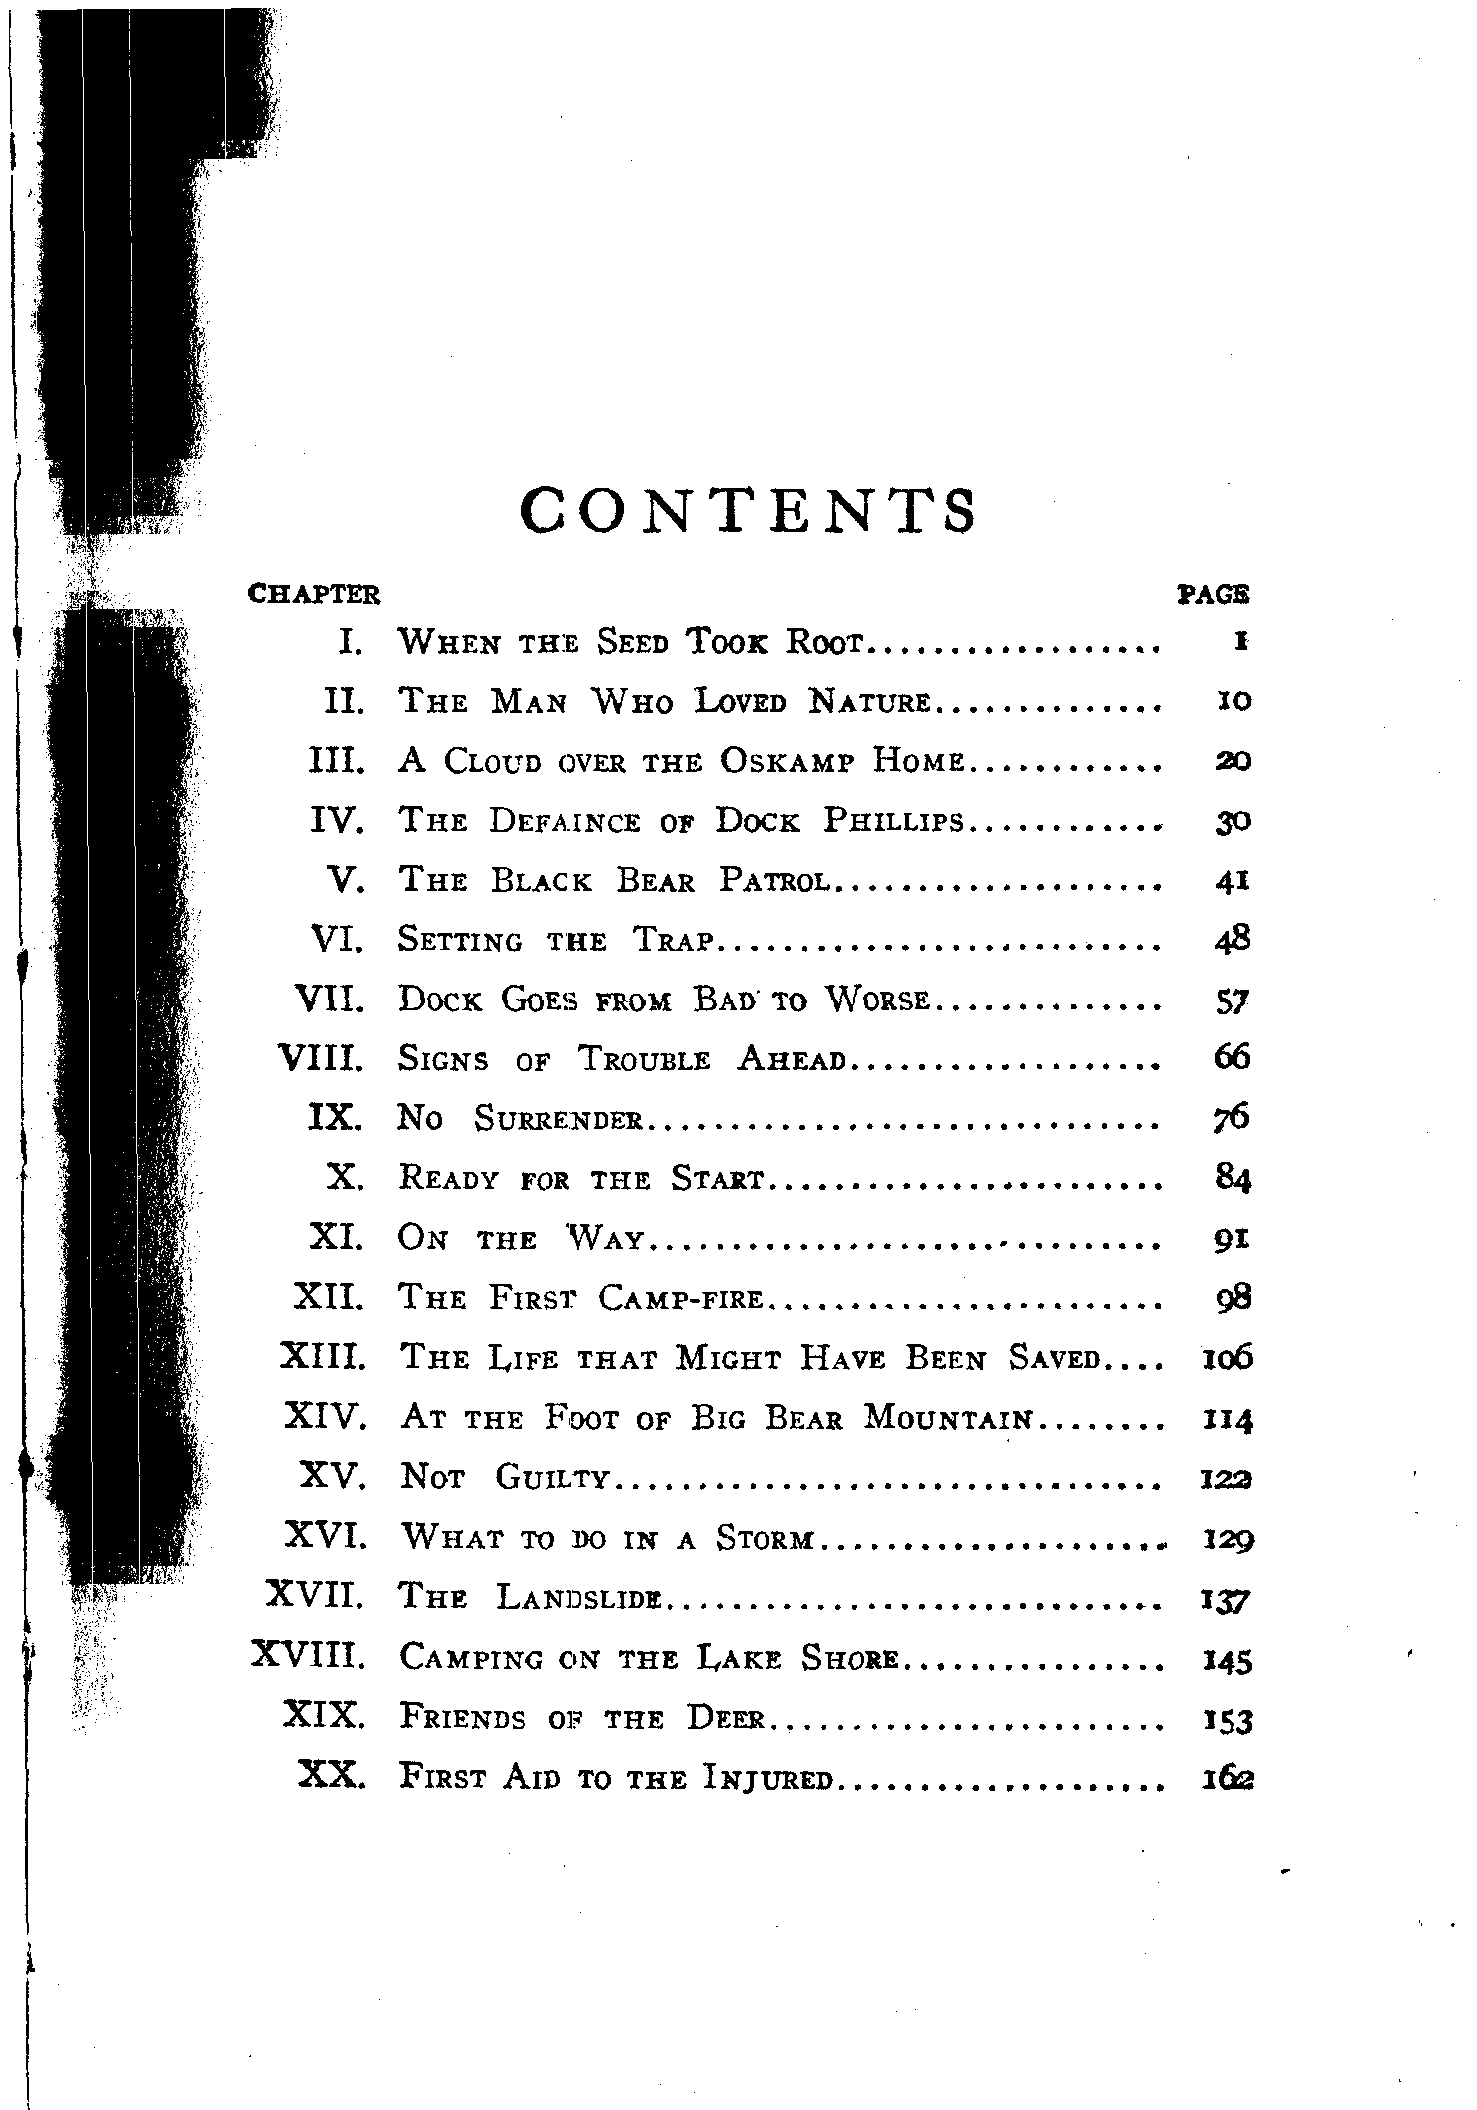 CONTENTS
CHAPTER PAGE
I. WHEN THE SEED TOOK ROOT.................. 1
II. THE MAN WHO LOVED NATURE.............. 10
III. A CLOUD OVER THE OSKAMP HOME............ 20
IV. THE DEFAINCE OF DOCK PHILLIPS............ 30
V. THE BLACK BEAR PATROL.................... 41
VI. SETTING THE TRAP........................... 48
VII. DOCK GOES FROM BAD TO WORSE.............. 57
VIII. SIGNS OF TROUBLE AHEAD................... 66
IX. NO SURRENDER............................... 76
X. READY FOR THE START........................ 84
XI. ON THE WAY............................... 91
XII. THE FIRST CAMP-FIRE........................ 98
XIII. THE LIFE THAT MIGHT HAVE BEEN SAVED.... 106
XIV. AT THE FOOT OF BIG BEAR MOUNTAIN........ 114
XV. NOT GUILTY................................. 122
XVI. WHAT TO DO IN A STORM..................... 129
XVII. THE LANDSLIDE.............................. 137
XVIII. CAMPING ON THE LAKE SHORE................ 145
XIX. FRIENDS OF THE DEER........................ 153
XX. FIRST AID TO THE INJURED.................... 162